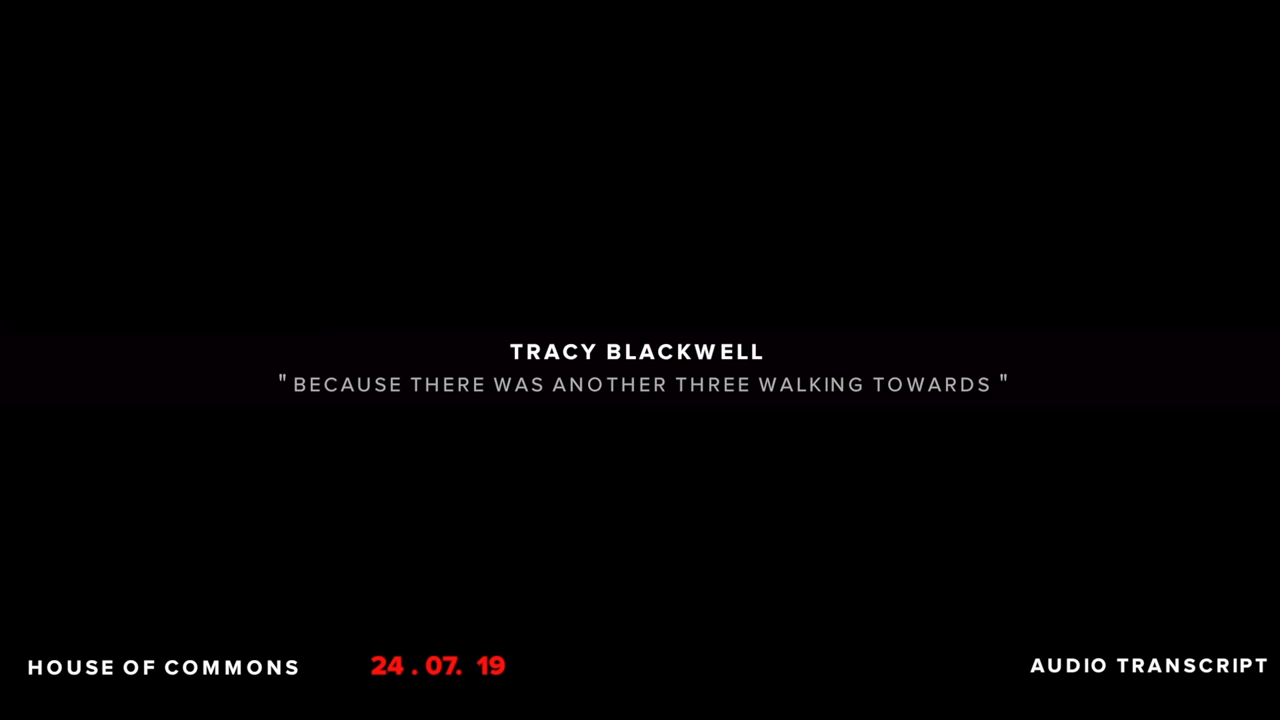 TRACY BLACKWELL
" BECAUSE THERE WAS ANOTHER THREE WALKING TOWARDS "
HOUSE OF COMMONS 24 . 07. 19 AUDIO TRANSCRIPT